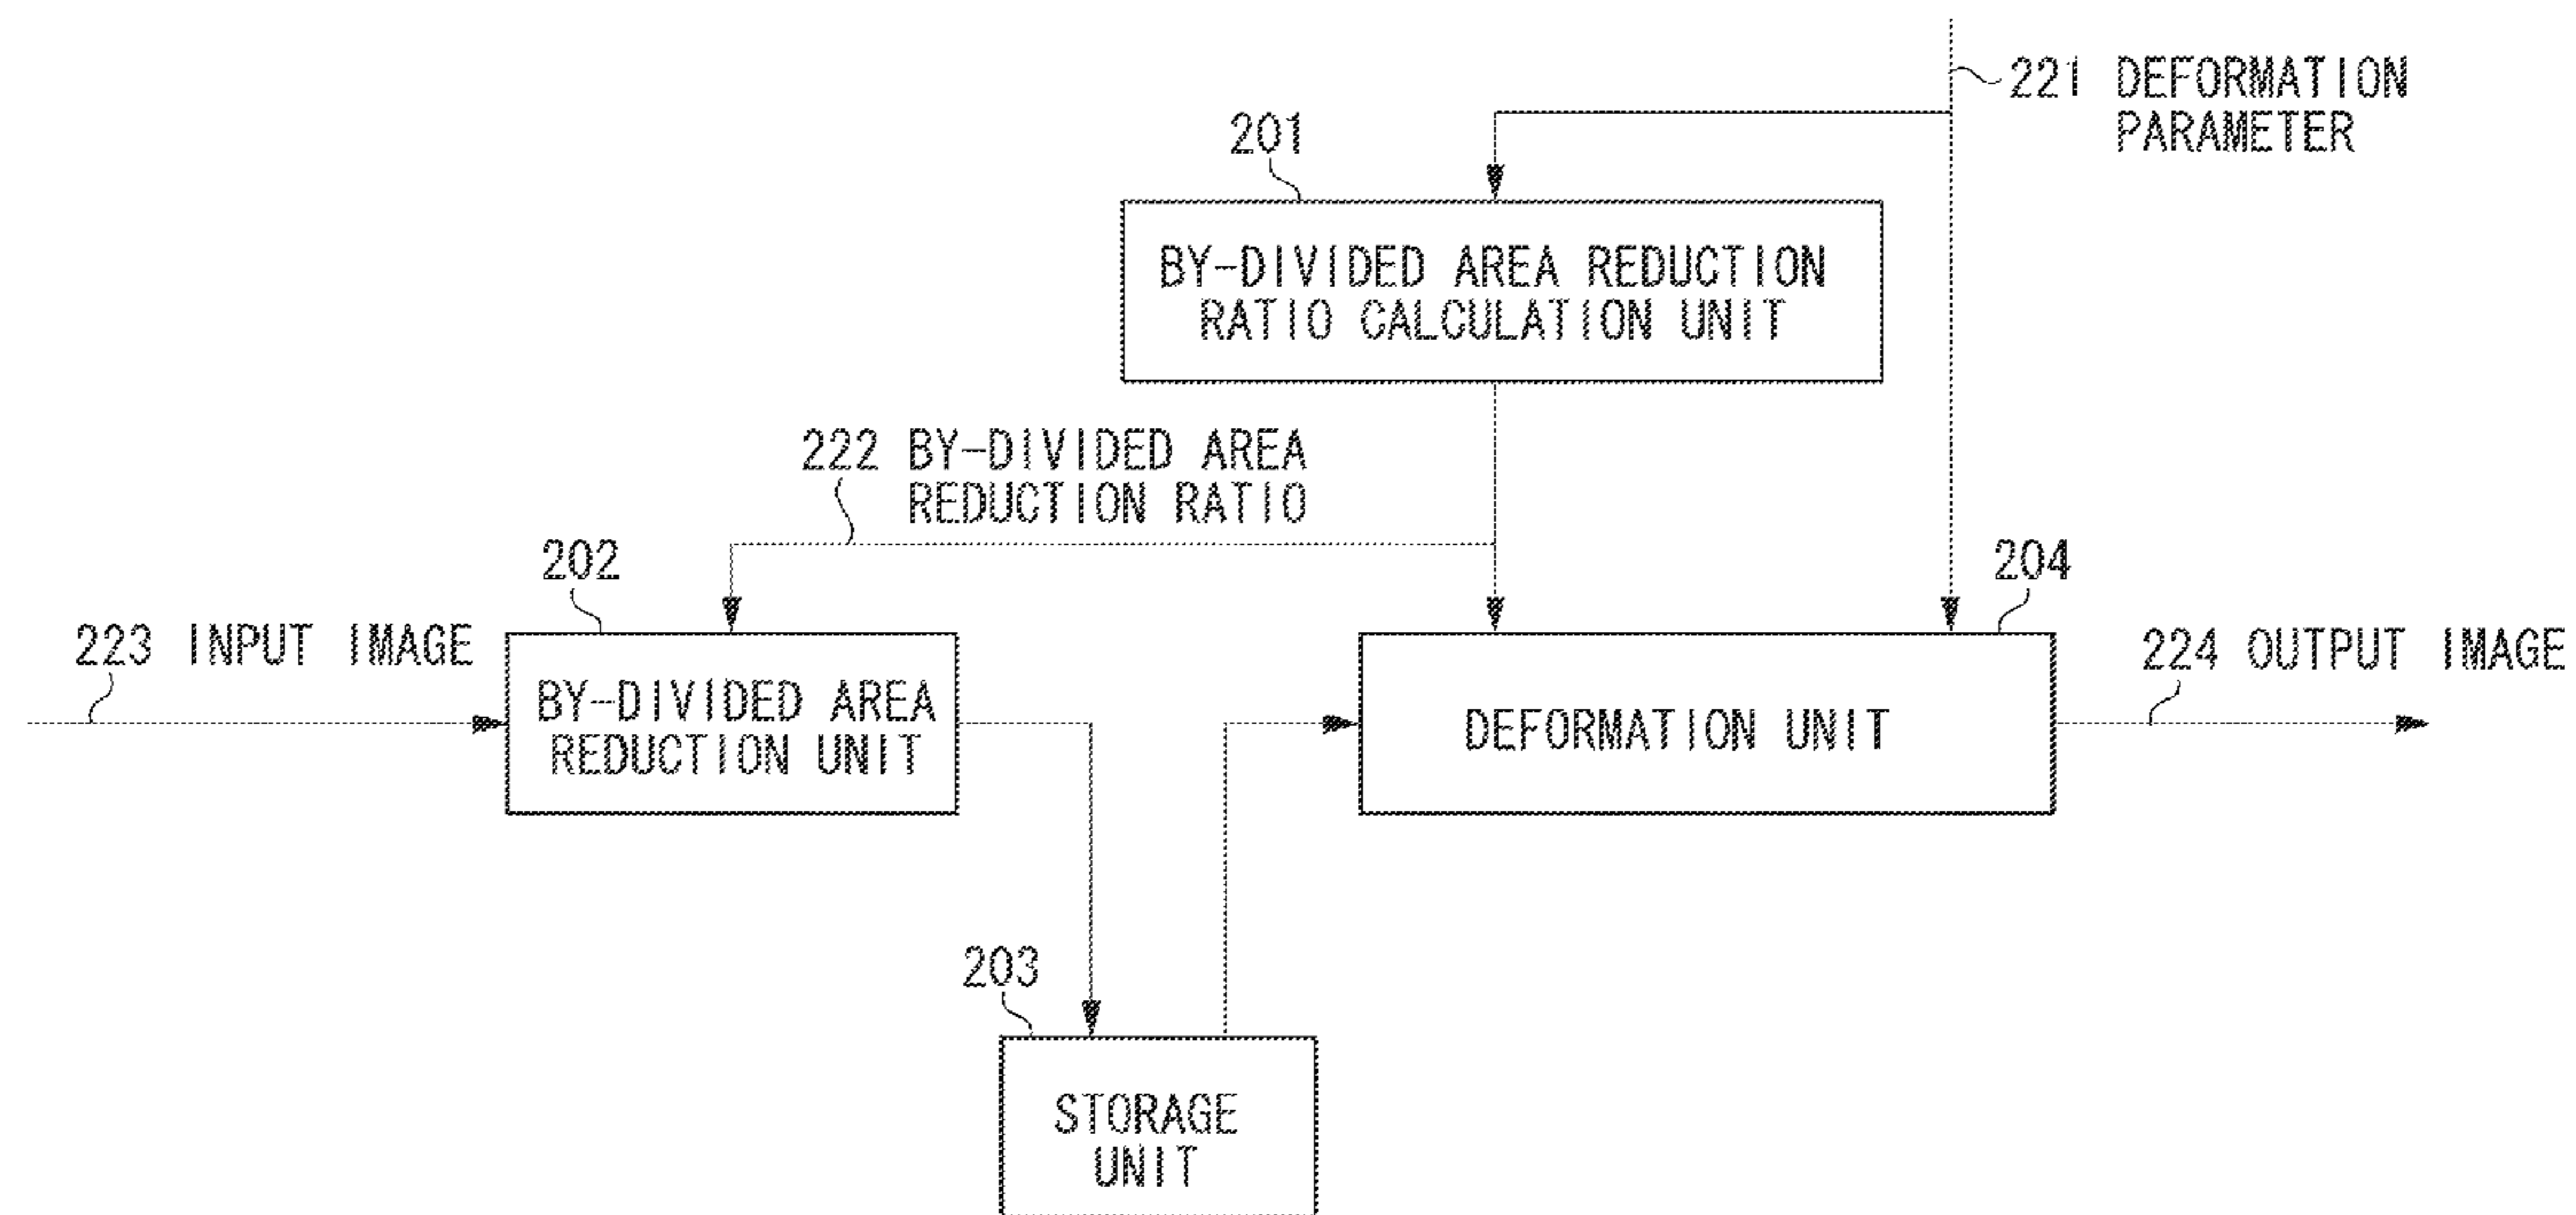 221 DEFORMATION
PARAMETER
201
BY-DIVIDED AREA REDUCTION
RATIO CALCULATION UNIT
222 BY-DIVIDED AREA
REDUCTION RATIO
202
204
223 INPUT IMAGE
224 OUTPUT IMAGE
BY-DIVIDED AREA
REDUCTION UNIT
DEFORMATION UNIT
203
STORAGE
UNIT